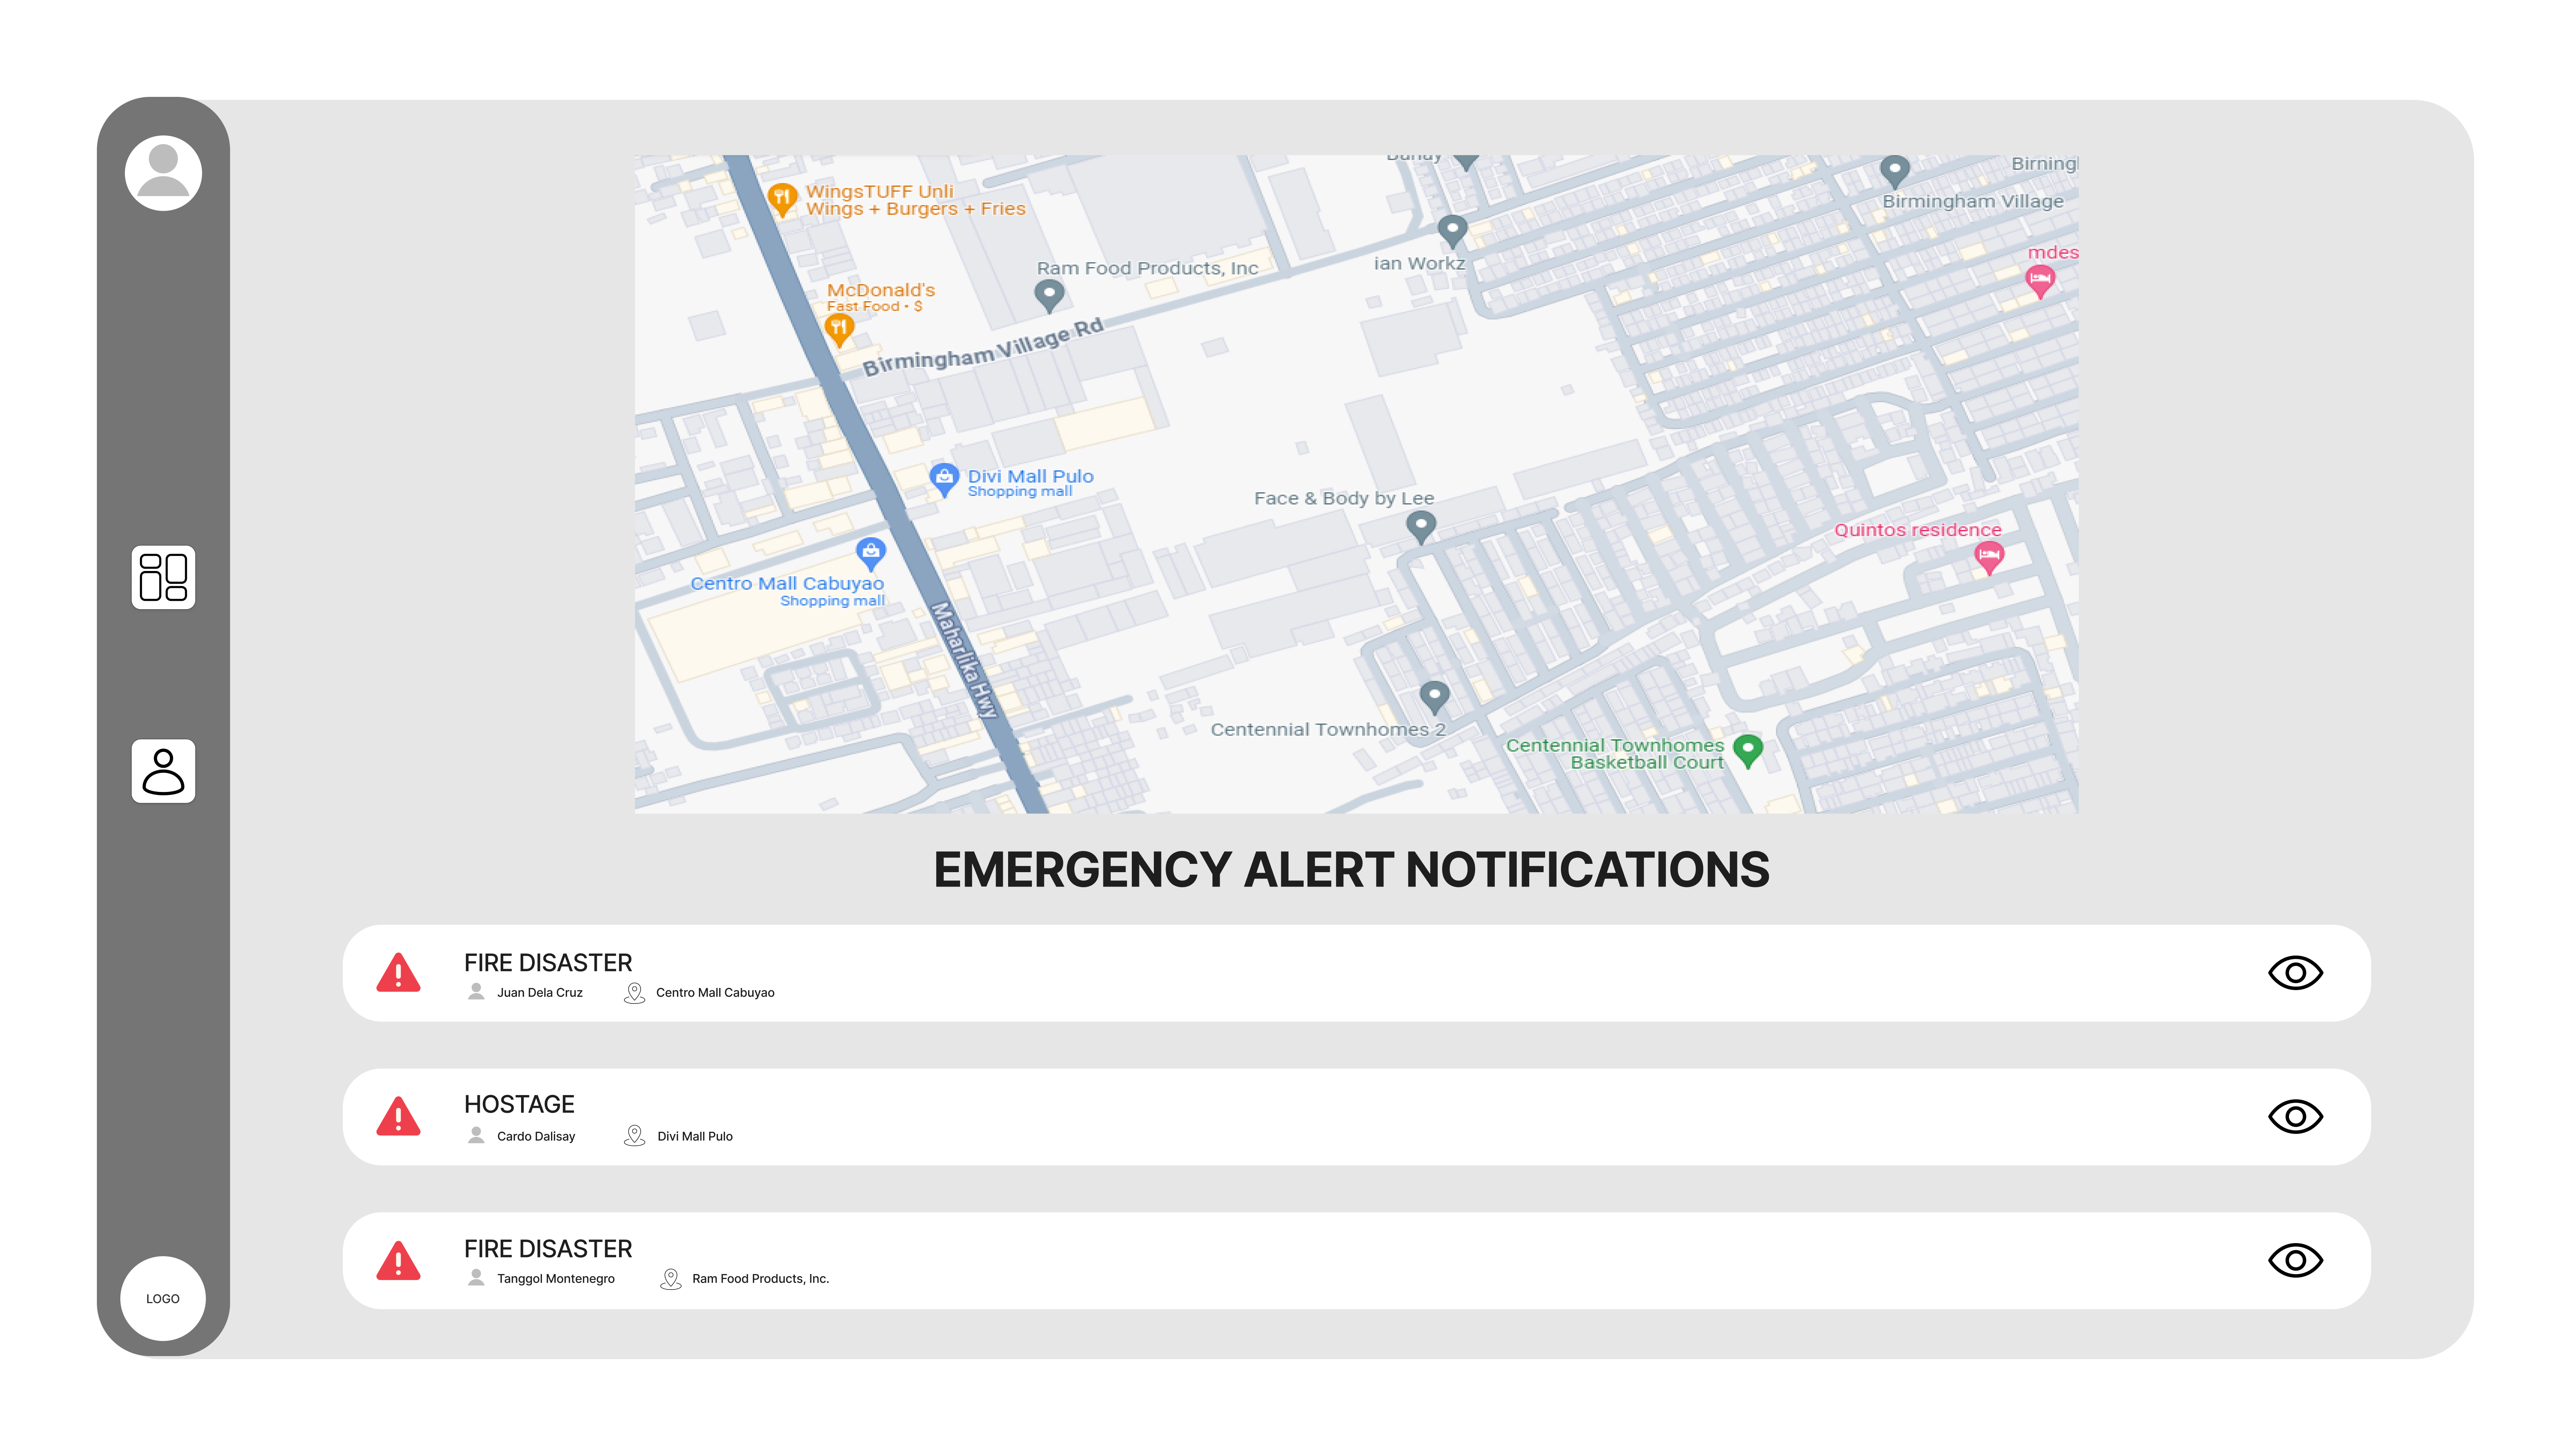 WingsTUFF Unli
Wings + Burgers + Fries
Birmingham Village
mdes
Ram Food Products, Inc
ian Workz
McDonald's
Fast Food • $
Birmingham Village Rd
Divi Mall Pulo
Shopping mall
Face & Body by Lee
Quintos residence
Centro Mall Cabuyao
Shopping mall
Maharlika Hwy
Centennial Townhomes 2
Centennial Townhomes
Basketball Court
EMERGENCY ALERT NOTIFICATIONS
FIRE DISASTER
Juan Dela Cruz
Centro Mall Cabuyao
HOSTAGE
Cardo Dalisay
Divi Mall Pulo
FIRE DISASTER
Tanggol Montenegro
Ram Food Products, Inc.
LOGO